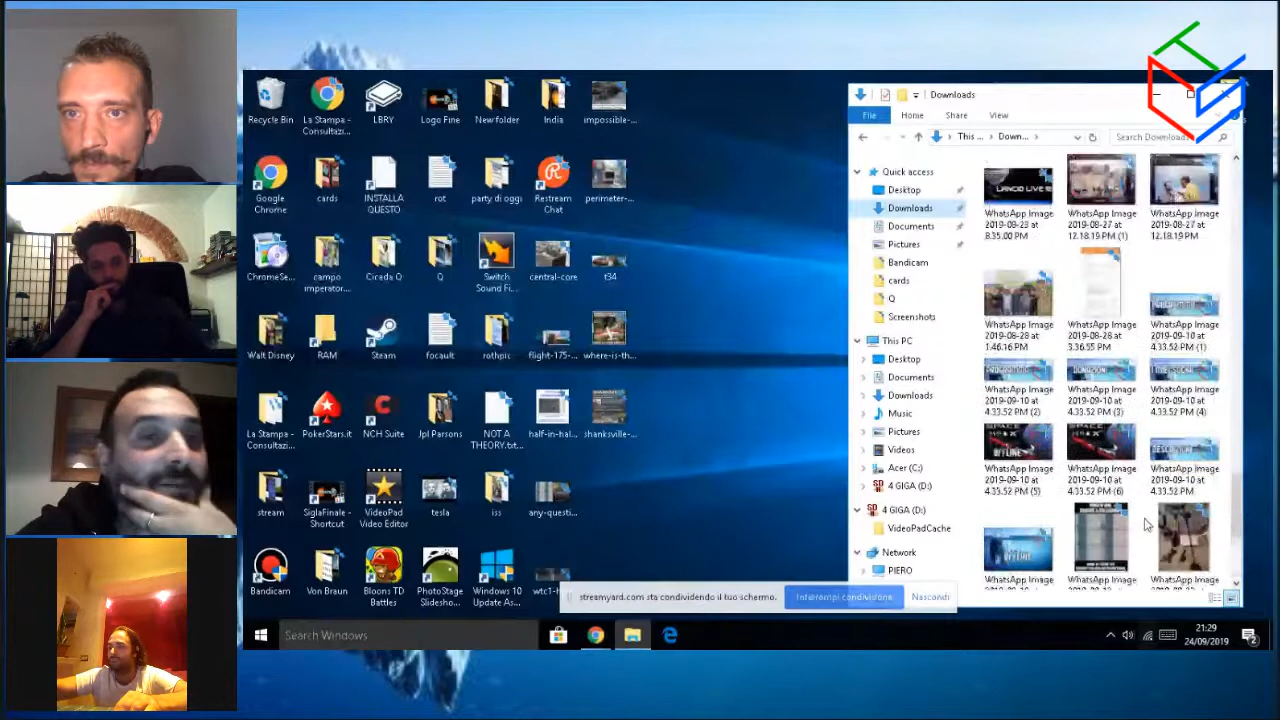 Recycle Bin
La Stampa -
Consultazi...
LBRY
Logo Fine
New folder
India
impossible-...
Google
Chrome
cards
INSTALLA
QUESTO
rot
party di oggi
Restream
Chat
perimeter-...
ChromeSe...
campo
imperator...
Cicada Q
Q
Switch
Sound Fi...
central-core
t34
Walt Disney
RAM
Steam
focault
rothpic
flight-175-...
where-is-th...
La Stampa -
Consultazi...
PokerStars.it
NCH Suite
Jpl Parsons
NOT A
THEORY.txt...
half-in-hal...
shanksville-...
stream
SiglaFinale -
Shortcut
VideoPad
Video Editor
tesla
iss
any-questi...
Bandicam
Von Braun
Bloons TD
Battles
PhotoStage
Slidesho...
Windows 10
Update As...
wtc1-h
Downloads
File Home Share View
This ... Down...
Search Downloads
Quick access
Desktop
Downloads
Documents
Pictures
Bandicam
cards
Q
Screenshots
This PC
Desktop
Documents
Downloads
Music
Pictures
Videos
Acer (C:)
4 GIGA (D:)
4 GIGA (D:)
VideoPadCache
Network
PIERO
LANCIO LIVE
WhatsApp Image
WhatsApp Image
2019-08-27 at
12.18.19 PM (1)
WhatsApp Image
2019-08-27 at
12.18.19 PM
WhatsApp Image
2019-08-28 at
1.46.16 PM
WhatsApp Image
2019-08-28 at
3.36.55 PM
WhatsApp Image
2019-09-10 at
4.33.52 PM (1)
WhatsApp Image
2019-09-10 at
4.33.52 PM (2)
DONAZIONI
WhatsApp Image
2019-09-10 at
4.33.52 PM (3)
WhatsApp Image
2019-09-10 at
4.33.52 PM (4)
OFFLINE
WhatsApp Image
2019-09-10 at
4.33.52 PM (5)
WhatsApp Image
2019-09-10 at
4.33.52 PM (6)
WhatsApp Image
2019-09-10 at
4.33.52 PM
OFFLINE
WhatsApp Image
WhatsApp Image
WhatsApp Image
streamyard.com sta condividendo il tuo schermo.
Interrompi condivisione
Nascondi
Search Windows
21:29
24/09/2019
2